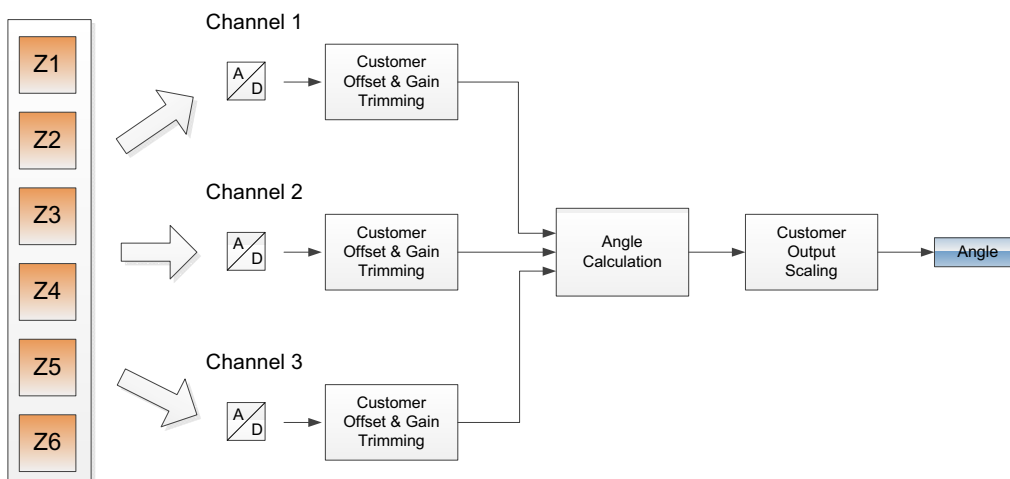 Z1
Z2
Z3
Z4
Z5
Z6
Channel 1
A
D
Customer
Offset & Gain
Trimming
Channel 2
A
D
Customer
Offset & Gain
Trimming
Channel 3
A
D
Customer
Offset & Gain
Trimming
Angle
Calculation
Customer
Output
Scaling
Angle